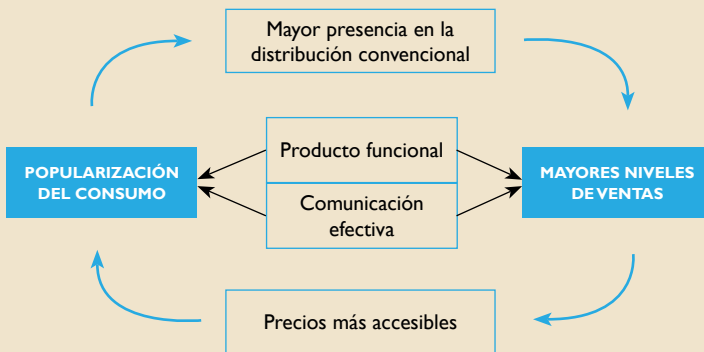 Mayor presencia en la
distribución convencional
POPULARIZACIÓN
DEL CONSUMO
Producto funcional
Comunicación
efectiva
MAYORES NIVELES
DE VENTAS
Precios más accesibles